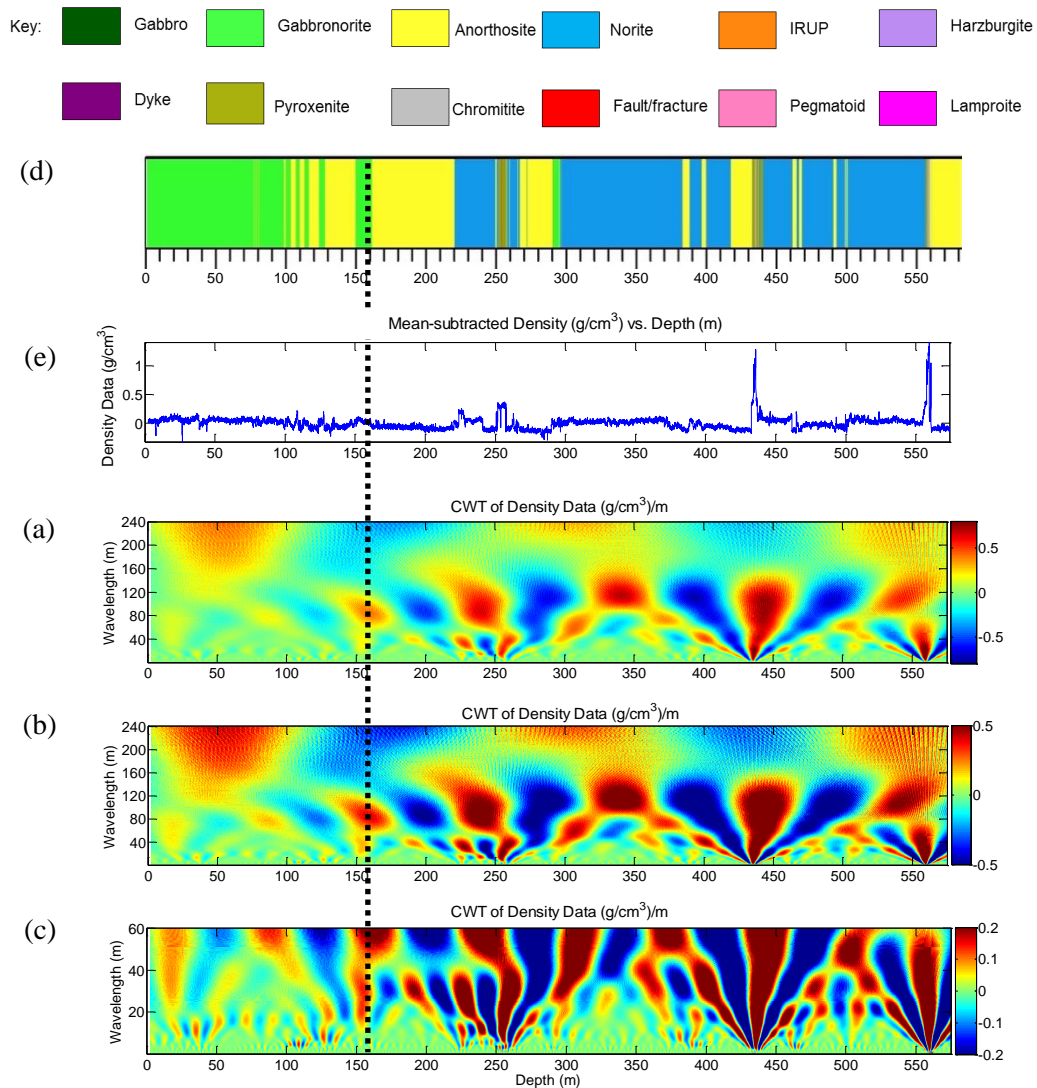 Key: Gabbro Gabbronorite Anorthosite Norite IRUP Harzburgite
Dyke Pyroxenite Chromitite Fault/fracture Pegmatoid Lamproite
(d)
0 50 100 150 200 250 300 350 400 450 500 550
Mean-subtracted Density (g/cm³) vs. Depth (m)
(e)
Density Data (g/cm³)
1
0.5
0
0 50 100 150 200 250 300 350 400 450 500 550
CWT of Density Data (g/cm³)/m
(a)
Wavelength (m)
240
200
160
120
80
40
0 50 100 150 200 250 300 350 400 450 500 550
0.5
0
-0.5
CWT of Density Data (g/cm³)/m
(b)
Wavelength (m)
240
200
160
120
80
40
0 50 100 150 200 250 300 350 400 450 500 550
0.5
0
-0.5
CWT of Density Data (g/cm³)/m
(c)
Wavelength (m)
60
40
20
0 50 100 150 200 250 300 350 400 450 500 550
Depth (m)
0.2
0.1
0
-0.1
-0.2